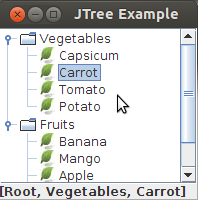 JTree Example
Vegetables
Capsicum
Carrot
Tomato
Potato
Fruits
Banana
Mango
Apple
[Root, Vegetables, Carrot]